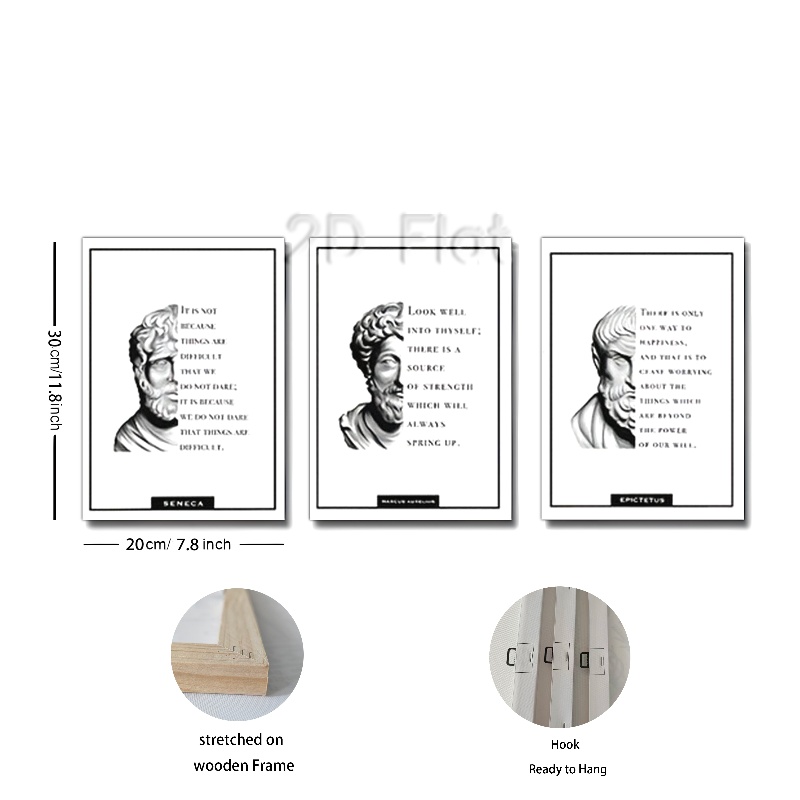 2D Flat
IT IS NOT
BECAUSE
THINGS ARE
DIFFICULT
THAT WE
DO NOT DARE;
IT IS BECAUSE
WE DO NOT DARE
THAT THINGS ARE
DIFFICULT.
SENECA
LOOK WELL
INTO THYSELF;
THERE IS A
SOURCE
OF STRENGTH
WHICH WILL
ALWAYS
SPRING UP.
MARCUS AURELIUS
THERE IS ONLY
ONE WAY TO
HAPPINESS,
AND THAT IS TO
CEASE WORRYING
ABOUT THE
THINGS WHICH
ARE BEYOND
THE POWER
OF OUR WILL.
EPICTETUS
30cm/11.8inch
20cm/ 7.8 inch
stretched on
wooden Frame
Hook
Ready to Hang